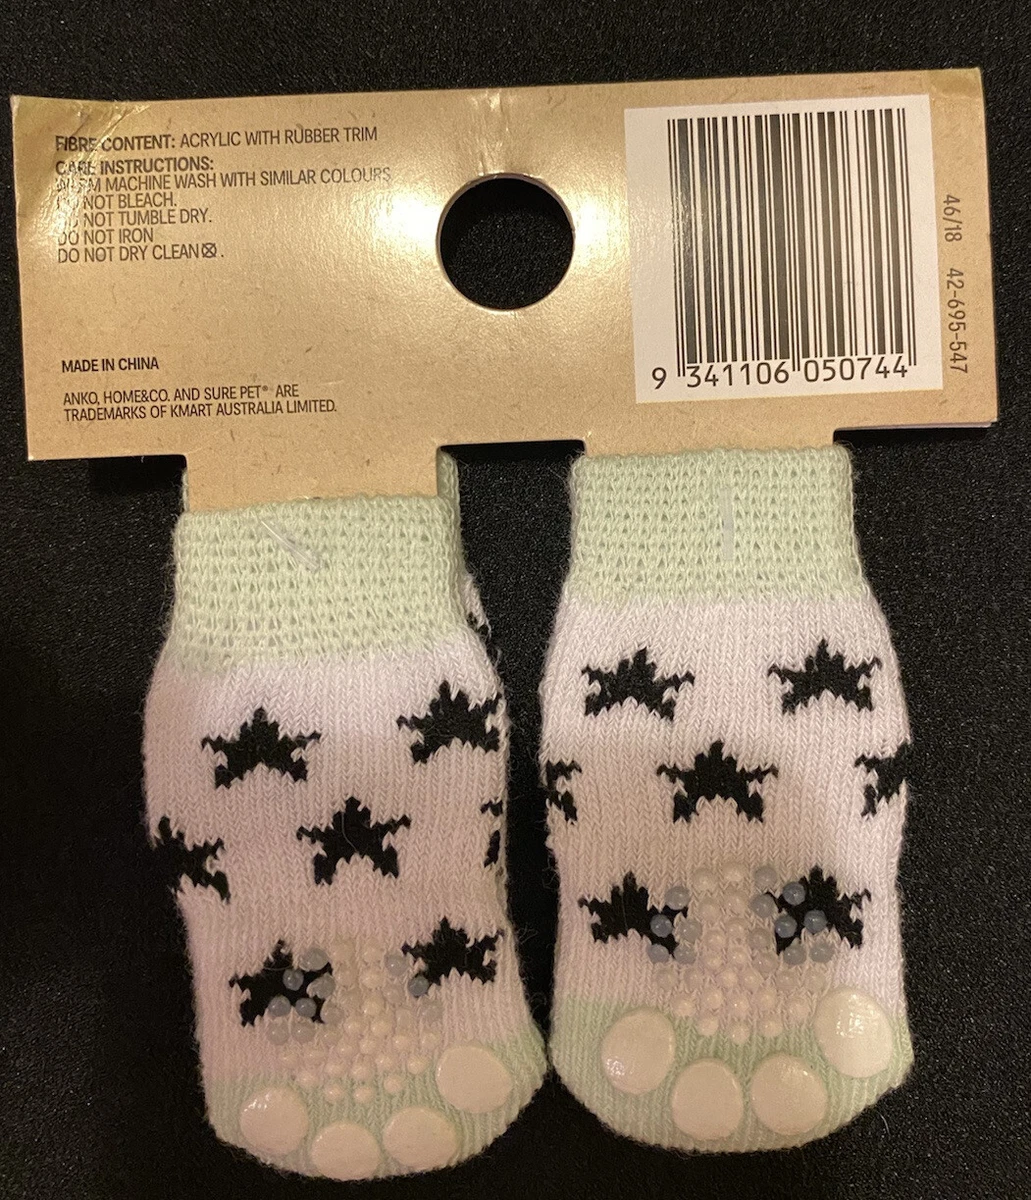 FIBRE CONTENT: ACRYLIC WITH RUBBER TRIM
CARE INSTRUCTIONS:
WARM MACHINE WASH WITH SIMILAR COLOURS
DO NOT BLEACH.
DO NOT TUMBLE DRY.
DO NOT IRON
DO NOT DRY CLEAN .
MADE IN CHINA
ANKO, HOME&CO. AND SURE PET® ARE
TRADEMARKS OF KMART AUSTRALIA LIMITED.
9 341106 050744
46/18 42-695-547